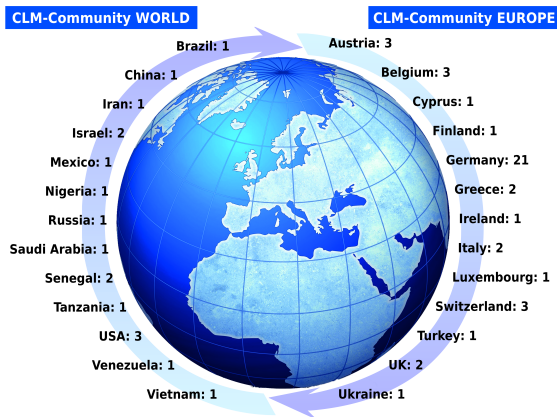 CLM-Community WORLD
Brazil: 1
China: 1
Iran: 1
Israel: 2
Mexico: 1
Nigeria: 1
Russia: 1
Saudi Arabia: 1
Senegal: 2
Tanzania: 1
USA: 3
Venezuela: 1
Vietnam: 1
CLM-Community EUROPE
Austria: 3
Belgium: 3
Cyprus: 1
Finland: 1
Germany: 21
Greece: 2
Ireland: 1
Italy: 2
Luxembourg: 1
Switzerland: 3
Turkey: 1
UK: 2
Ukraine: 1